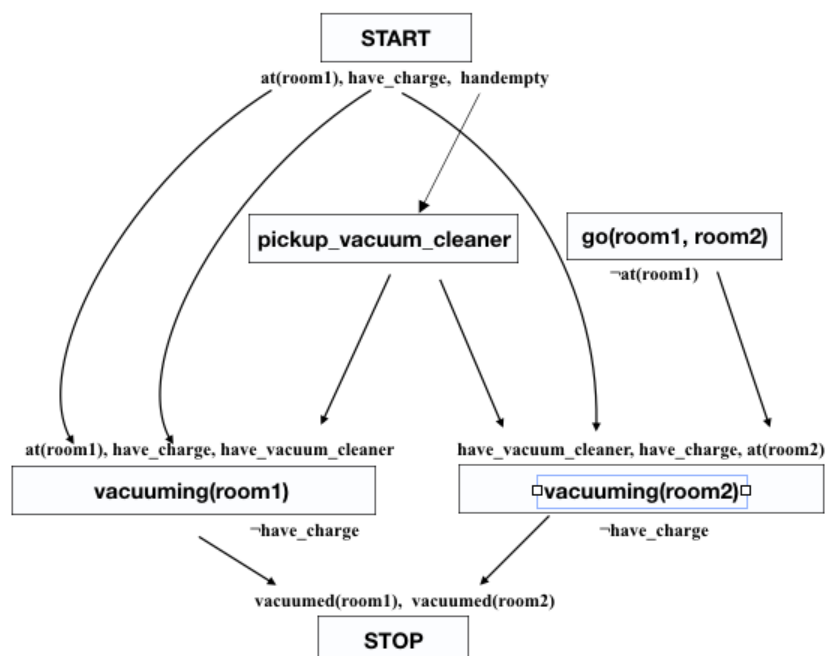 START
at(room1), have_charge, handempty
pickup_vacuum_cleaner
go(room1, room2)
¬at(room1)
at(room1), have_charge, have_vacuum_cleaner
have_vacuum_cleaner, have_charge, at(room2)
vacuuming(room1)
vacuuming(room2)
¬have_charge
¬have_charge
vacuumed(room1), vacuumed(room2)
STOP